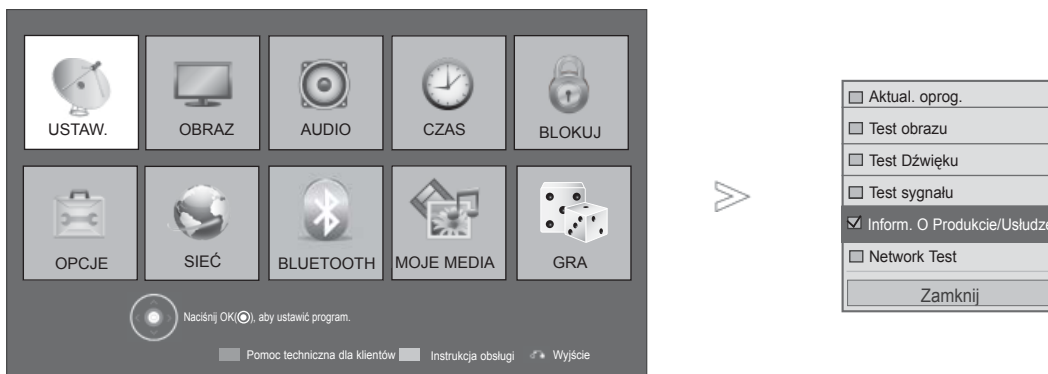 USTAW.
OBRAZ
AUDIO
CZAS
BLOKUJ
OPCJE
SIEĆ
BLUETOOTH
MOJE MEDIA
GRA
Naciśnij OK(◉), aby ustawić program.
Pomoc techniczna dla klientów Instrukcja obsługi Wyjście
Aktual. oprog.
Test obrazu
Test Dźwięku
Test sygnału
Inform. O Produkcie/Usłudze
Network Test
Zamknij